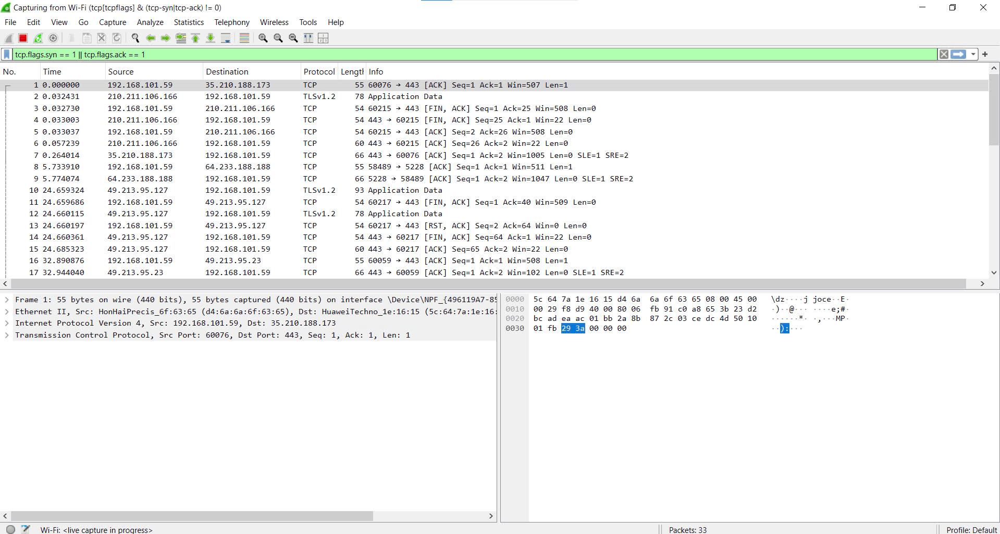 Capturing from Wi-Fi (tcp[tcpflags] & (tcp-syn|tcp-ack) != 0)
File Edit View Go Capture Analyze Statistics Telephony Wireless Tools Help
tcp.flags.syn == 1 || tcp.flags.ack == 1
No. Time Source Destination Protocol Length Info
1 0.000000 192.168.101.59 35.210.188.173 TCP 55 60076 → 443 [ACK] Seq=1 Ack=1 Win=507 Len=1
2 0.032431 210.211.106.166 192.168.101.59 TLSv1.2 78 Application Data
3 0.032730 192.168.101.59 210.211.106.166 TCP 54 60215 → 443 [FIN, ACK] Seq=1 Ack=25 Win=508 Len=0
4 0.033003 210.211.106.166 192.168.101.59 TCP 54 443 → 60215 [FIN, ACK] Seq=25 Ack=1 Win=22 Len=0
5 0.033037 192.168.101.59 210.211.106.166 TCP 54 60215 → 443 [ACK] Seq=2 Ack=26 Win=508 Len=0
6 0.057239 210.211.106.166 192.168.101.59 TCP 60 443 → 60215 [ACK] Seq=26 Ack=2 Win=22 Len=0
7 0.264014 35.210.188.173 192.168.101.59 TCP 66 443 → 60076 [ACK] Seq=1 Ack=2 Win=1005 Len=0 SLE=1 SRE=2
8 5.733910 192.168.101.59 64.233.188.188 TCP 55 58489 → 5228 [ACK] Seq=1 Ack=1 Win=511 Len=1
9 5.774074 64.233.188.188 192.168.101.59 TCP 66 5228 → 58489 [ACK] Seq=1 Ack=2 Win=1047 Len=0 SLE=1 SRE=2
10 24.659324 49.213.95.127 192.168.101.59 TLSv1.2 93 Application Data
11 24.659686 192.168.101.59 49.213.95.127 TCP 54 60217 → 443 [FIN, ACK] Seq=1 Ack=40 Win=509 Len=0
12 24.660115 49.213.95.127 192.168.101.59 TLSv1.2 78 Application Data
13 24.660197 192.168.101.59 49.213.95.127 TCP 54 60217 → 443 [RST, ACK] Seq=2 Ack=64 Win=0 Len=0
14 24.660361 49.213.95.127 192.168.101.59 TCP 54 443 → 60217 [FIN, ACK] Seq=64 Ack=1 Win=22 Len=0
15 24.685323 49.213.95.127 192.168.101.59 TCP 60 443 → 60217 [ACK] Seq=65 Ack=2 Win=22 Len=0
16 32.890876 192.168.101.59 49.213.95.23 TCP 55 60059 → 443 [ACK] Seq=1 Ack=1 Win=508 Len=1
17 32.944040 49.213.95.23 192.168.101.59 TCP 66 443 → 60059 [ACK] Seq=1 Ack=2 Win=102 Len=0 SLE=1 SRE=2
Frame 1: 55 bytes on wire (440 bits), 55 bytes captured (440 bits) on interface \Device\NPF_{496119A7-85
Ethernet II, Src: HonHaiPrecis_6f:63:65 (d4:6a:6a:6f:63:65), Dst: HuaweiTechno_1e:16:15 (5c:64:7a:1e:16:
Internet Protocol Version 4, Src: 192.168.101.59, Dst: 35.210.188.173
Transmission Control Protocol, Src Port: 60076, Dst Port: 443, Seq: 1, Ack: 1, Len: 1
0000 5c 64 7a 1e 16 15 d4 6a 6a 6f 63 65 08 00 45 00 \dz····j joce··E·
0010 00 29 f8 d9 40 00 80 06 fb 91 c0 a8 65 3b 23 d2 ·)··@··· ····e;#·
0020 bc ad ea ac 01 bb 2a 8b 87 2c 03 ce dc 4d 50 10 ······*· ·,···MP·
0030 01 fb 29 3a 00 00 00 ··):···
Wi-Fi: <live capture in progress> Packets: 33 Profile: Default